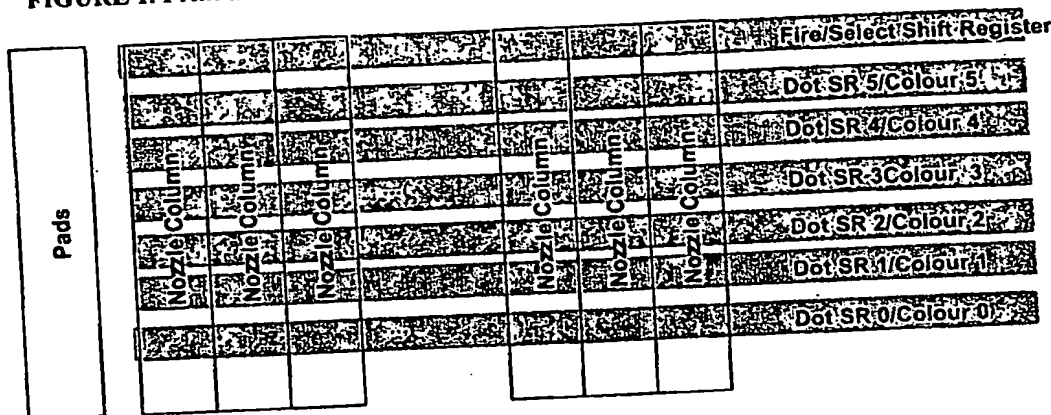 FIGURE 1.
Fire/Select Shift Register
Dot SR 5/Colour 5
Dot SR 4/Colour 4
Dot SR 3Colour 3
Dot SR 2/Colour 2
Dot SR 1/Colour 1
Dot SR 0/Colour 0
Pads
Nozzle Column
Nozzle Column
Nozzle Column
Nozzle Column
Nozzle Column
Nozzle Column